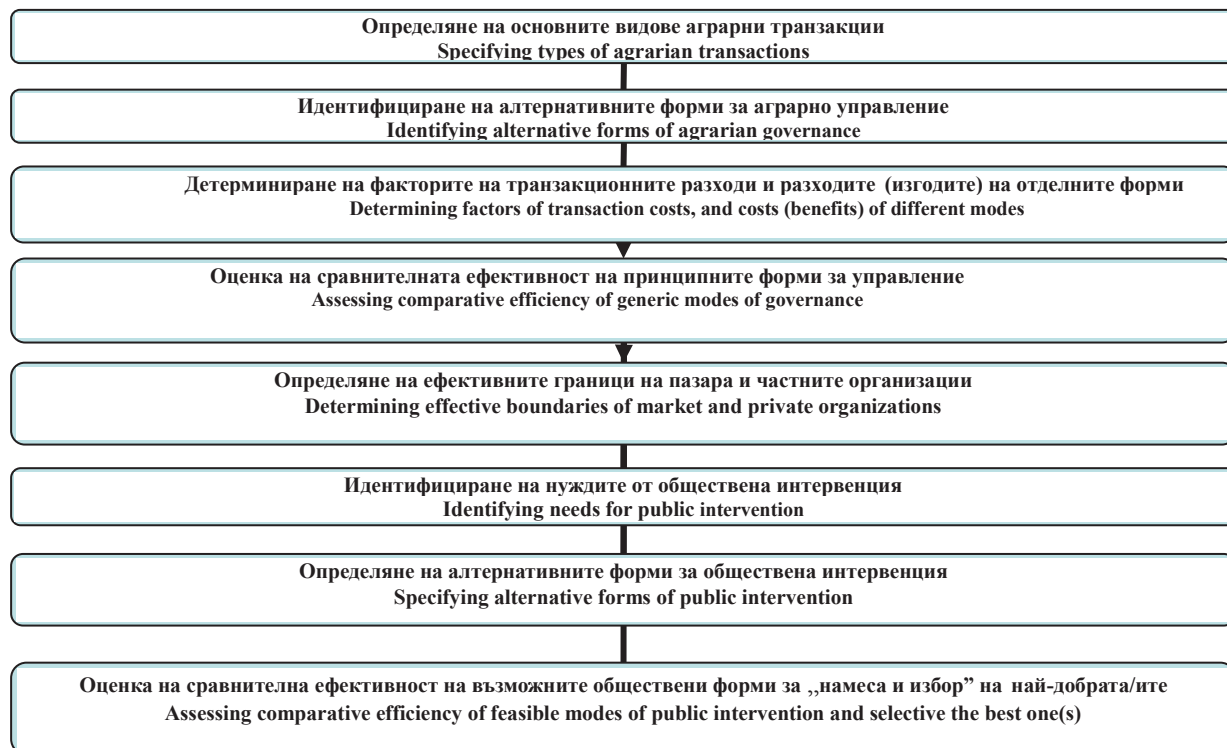 Определяне на основните видове аграрни транзакции
Specifying types of agrarian transactions
Идентифициране на алтернативните форми за аграрно управление
Identifying alternative forms of agrarian governance
Детерминиране на факторите на транзакционните разходи и разходите (изгодите) на отделните форми
Determining factors of transaction costs, and costs (benefits) of different modes
Оценка на сравнителната ефективност на принципните форми за управление
Assessing comparative efficiency of generic modes of governance
Определяне на ефективните граници на пазара и частните организации
Determining effective boundaries of market and private organizations
Идентифициране на нуждите от обществена интервенция
Identifying needs for public intervention
Определяне на алтернативните форми за обществена интервенция
Specifying alternative forms of public intervention
Оценка на сравнителна ефективност на възможните обществени форми за ,,намеса и избор” на най-добрата/ите
Assessing comparative efficiency of feasible modes of public intervention and selective the best one(s)